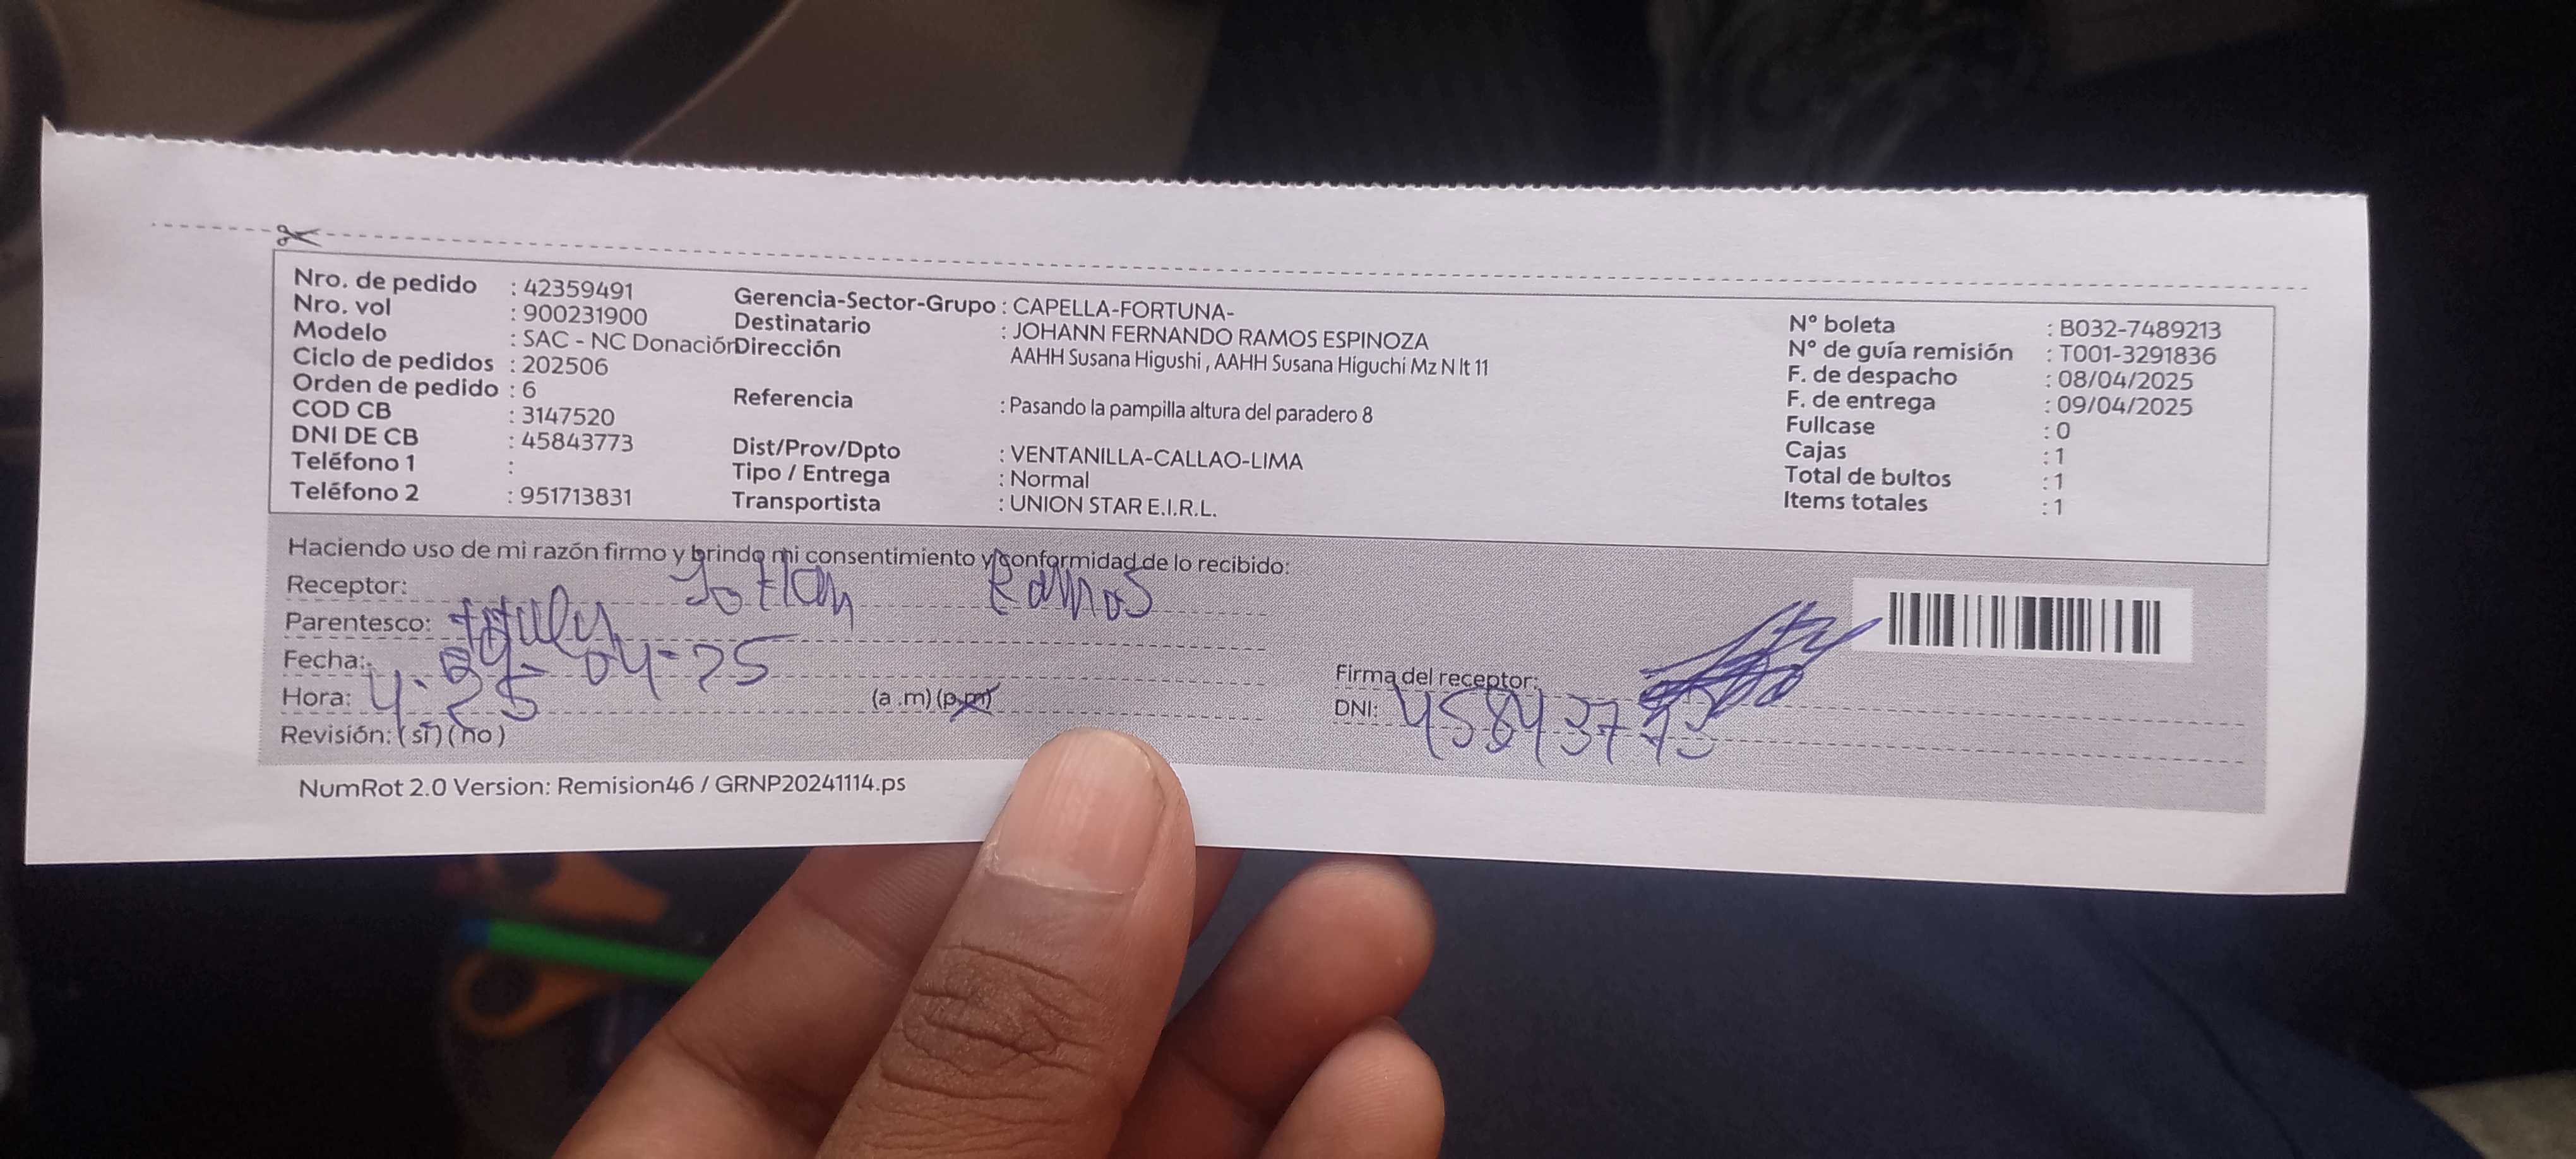 Nro. de pedido : 42359491
Nro. vol : 900231900
Modelo : SAC - NC Donación
Ciclo de pedidos : 202506
Orden de pedido : 6
COD CB : 3147520
DNI DE CB : 45843773
Teléfono 1 :
Teléfono 2 : 951713831
Gerencia-Sector-Grupo : CAPELLA-FORTUNA-
Destinatario : JOHANN FERNANDO RAMOS ESPINOZA
Dirección AAHH Susana Higushi , AAHH Susana Higuchi Mz N lt 11
Referencia : Pasando la pampilla altura del paradero 8
Dist/Prov/Dpto : VENTANILLA-CALLAO-LIMA
Tipo / Entrega : Normal
Transportista : UNION STAR E.I.R.L.
N° boleta : B032-7489213
N° de guía remisión : T001-3291836
F. de despacho : 08/04/2025
F. de entrega : 09/04/2025
Fullcase : 0
Cajas : 1
Total de bultos : 1
Items totales : 1
Haciendo uso de mi razón firmo y brindo mi consentimiento y conformidad de lo recibido:
Receptor: Ramos
Parentesco:
Fecha: 09-04-25
Hora: 4:25 (a .m) (p.m)
Revisión: ( si ) ( no )
Firma del receptor:
DNI: 45843773
NumRot 2.0 Version: Remision46 / GRNP20241114.ps